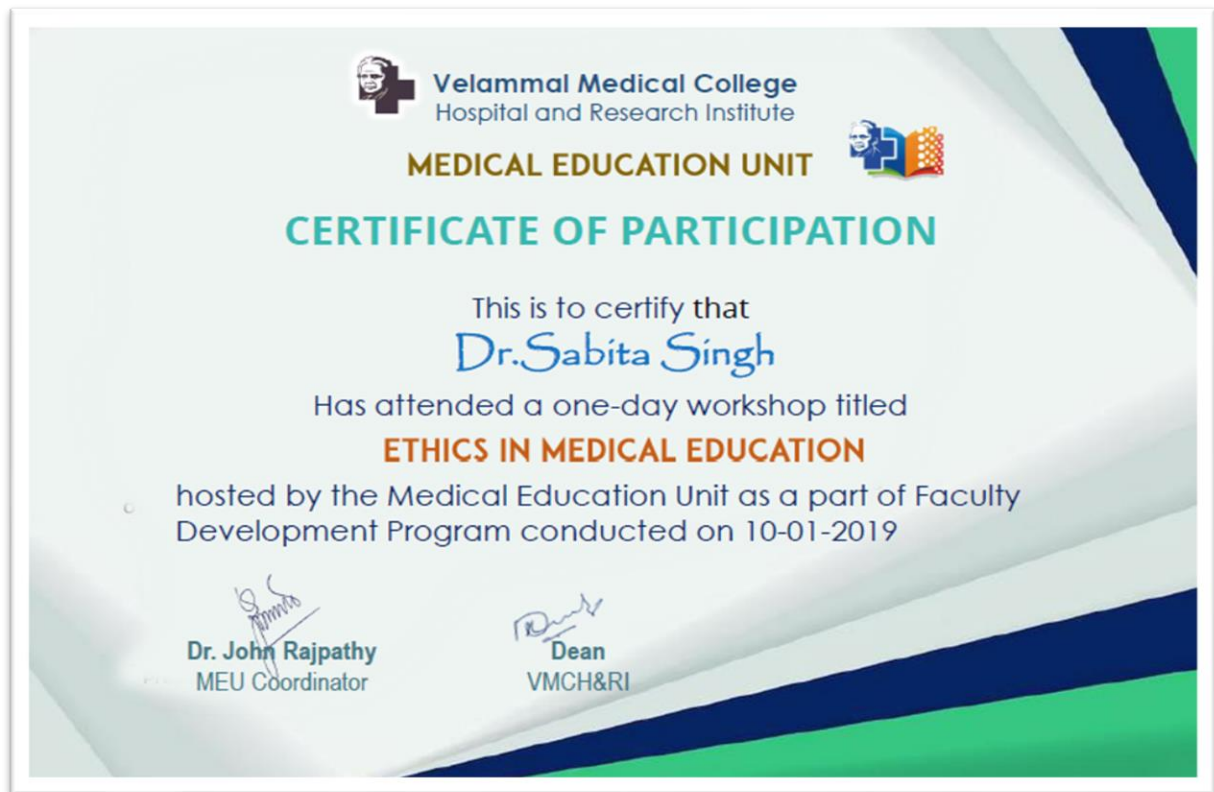 Velammal Medical College
Hospital and Research Institute
MEDICAL EDUCATION UNIT
CERTIFICATE OF PARTICIPATION
This is to certify that
Dr.Sabita Singh
Has attended a one-day workshop titled
ETHICS IN MEDICAL EDUCATION
hosted by the Medical Education Unit as a part of Faculty
Development Program conducted on 10-01-2019
Dr. John Rajpathy
MEU Coordinator
Dean
VMCH&RI